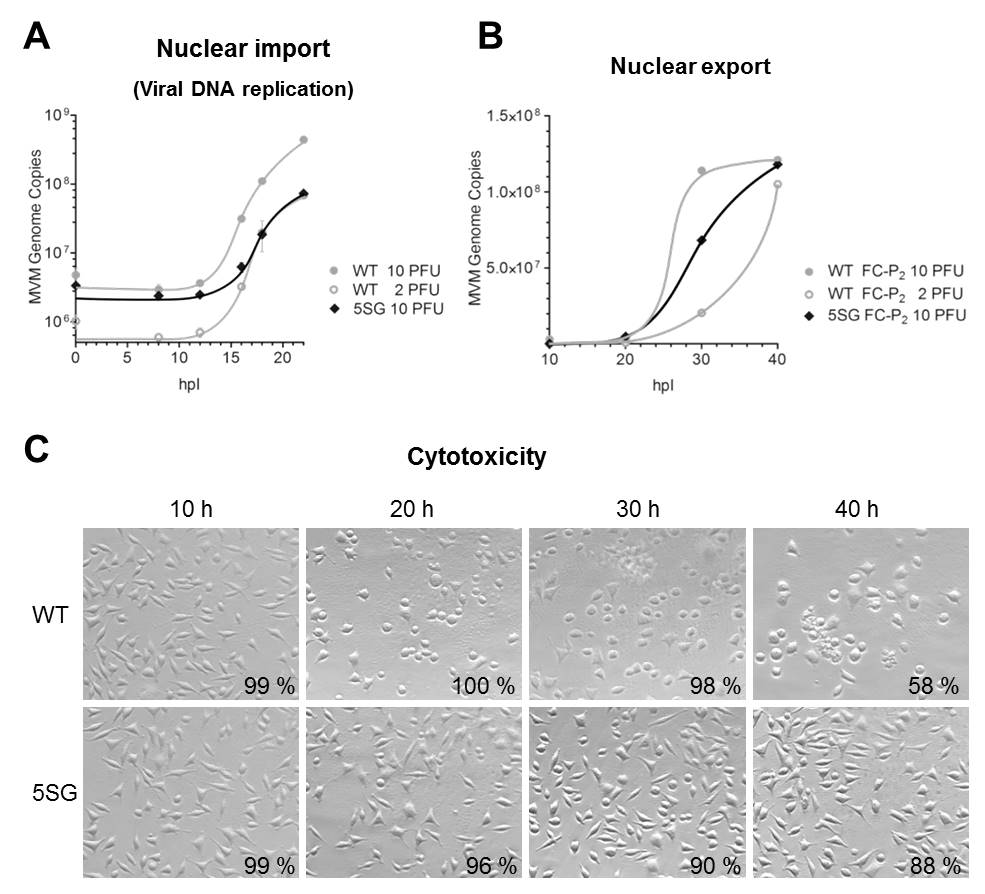 A
Nuclear import
(Viral DNA replication)
MVM Genome Copies
10⁹
10⁸
10⁷
10⁶
0 5 10 15 20
hpI
WT 10 PFU
WT 2 PFU
5SG 10 PFU
B
Nuclear export
MVM Genome Copies
1.5x10⁸
1.0x10⁸
5.0x10⁷
10 20 30 40
hpI
WT FC-P₂ 10 PFU
WT FC-P₂ 2 PFU
5SG FC-P₂ 10 PFU
C
Cytotoxicity
10 h 20 h 30 h 40 h
WT
99 % 100 % 98 % 58 %
5SG
99 % 96 % 90 % 88 %